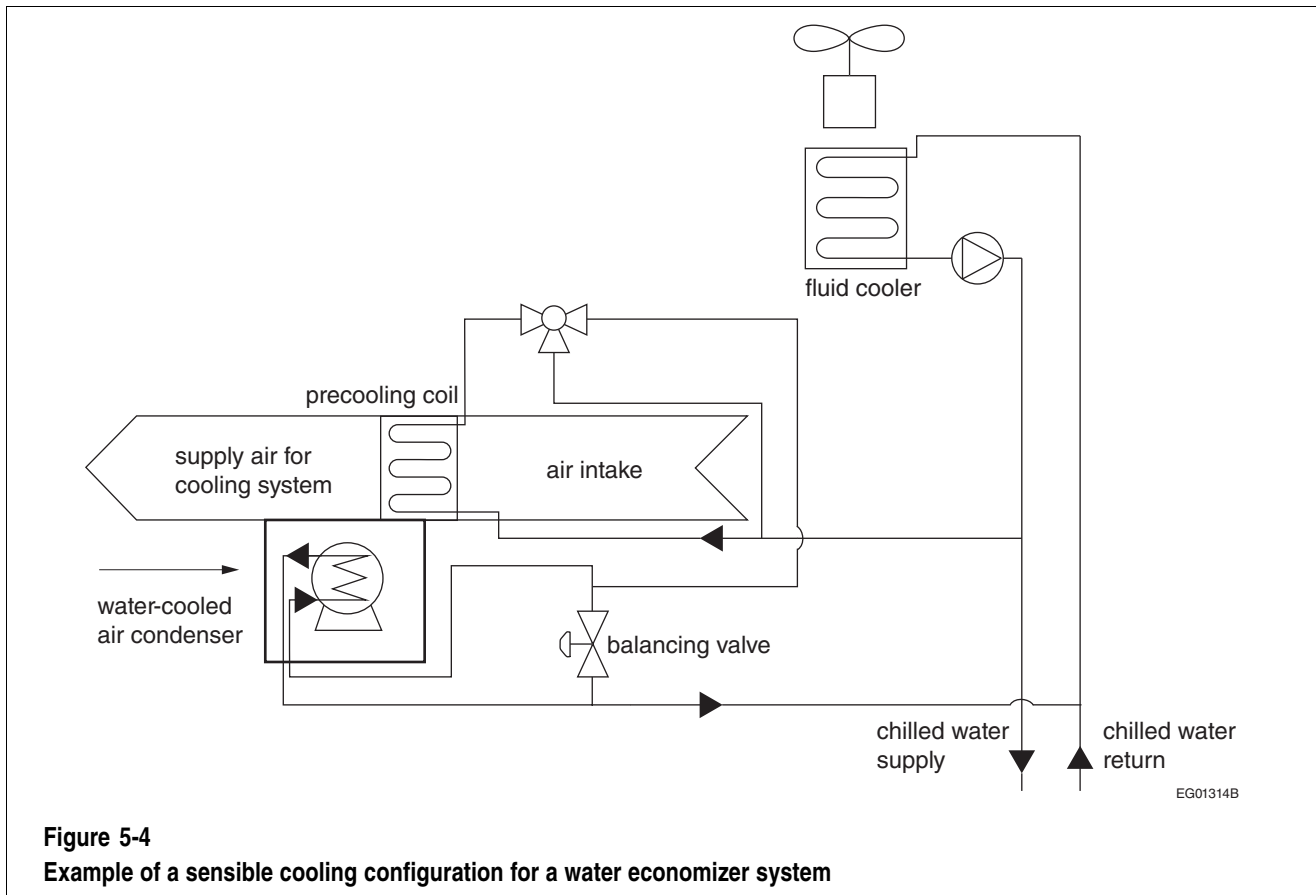 fluid cooler
precooling coil
supply air for
cooling system
air intake
water-cooled
air condenser
balancing valve
chilled water
supply
chilled water
return
EG01314B
Figure 5-4
Example of a sensible cooling configuration for a water economizer system